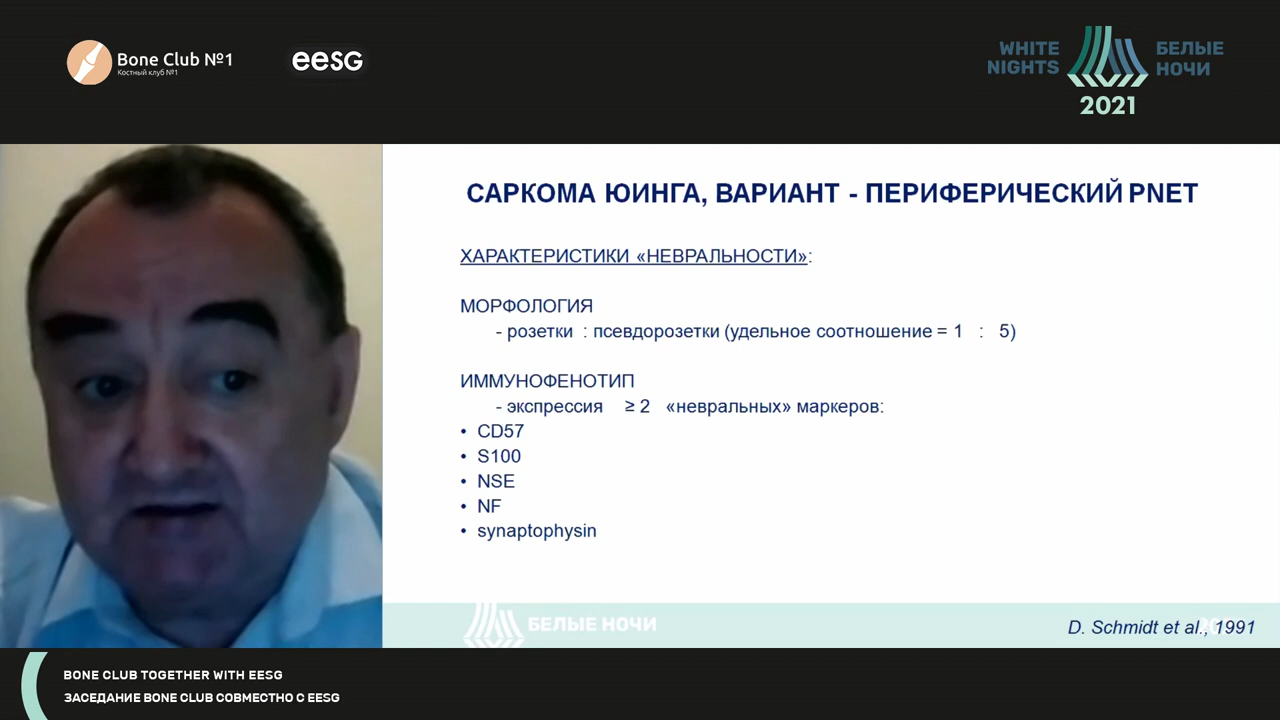 Bone Club №1
Костный клуб №1
eesg
WHITE NIGHTS
БЕЛЫЕ НОЧИ
2021
САРКОМА ЮИНГА, ВАРИАНТ - ПЕРИФЕРИЧЕСКИЙ PNET
ХАРАКТЕРИСТИКИ «НЕВРАЛЬНОСТИ»:
МОРФОЛОГИЯ
- розетки : псевдорозетки (удельное соотношение = 1 : 5)
ИММУНОФЕНОТИП
- экспрессия ≥ 2 «невральных» маркеров:
• CD57
• S100
• NSE
• NF
• synaptophysin
БЕЛЫЕ НОЧИ
D. Schmidt et al., 1991
BONE CLUB TOGETHER WITH EESG
ЗАСЕДАНИЕ BONE CLUB СОВМЕСТНО С EESG